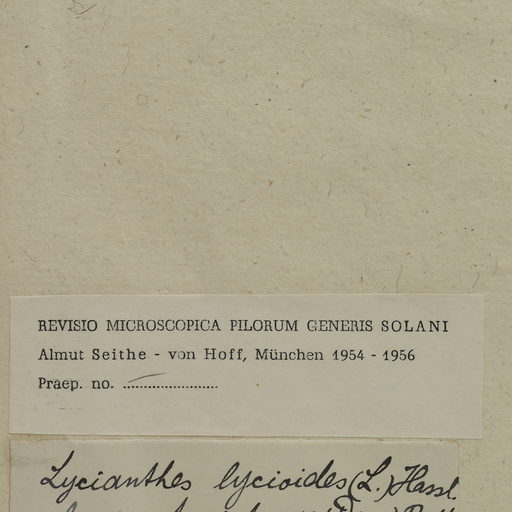 REVISIO MICROSCOPICA PILORUM GENERIS SOLANI
Almut Seithe - von Hoff, München 1954 - 1956
Praep. no. ........................
Lycianthes lycioides (L.) Hassl.